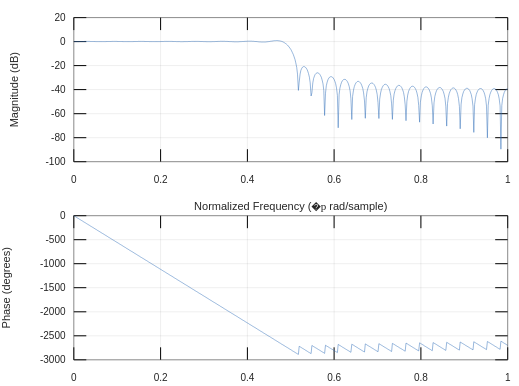 20
0
-20
-40
-60
-80
-100
Magnitude (dB)
0 0.2 0.4 0.6 0.8 1
Normalized Frequency (�p rad/sample)
0
-500
-1000
-1500
-2000
-2500
-3000
Phase (degrees)
0 0.2 0.4 0.6 0.8 1